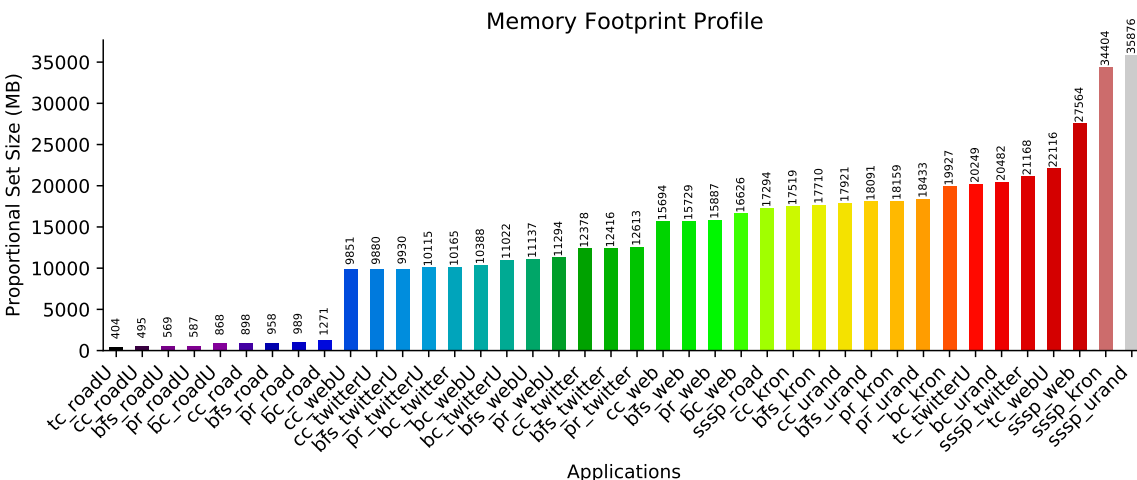 Memory Footprint Profile
Proportional Set Size (MB)
35000
30000
25000
20000
15000
10000
5000
0
404
495
569
587
868
898
958
989
1271
9851
9880
9930
10115
10165
10388
11022
11137
11294
12378
12416
12613
15694
15729
15887
16626
17294
17519
17710
17921
18091
18159
18433
19927
20249
20482
21168
22116
27564
34404
35876
tc_roadU
cc_roadU
bfs_roadU
pr_roadU
bc_roadU
cc_road
bfs_road
pr_road
bc_road
cc_webU
cc_twitterU
bfs_twitterU
pr_twitterU
bc_twitter
bc_webU
bc_twitterU
bfs_webU
pr_webU
cc_twitter
bfs_twitter
pr_twitter
cc_web
bfs_web
pr_web
bc_web
sssp_road
cc_kron
bfs_kron
cc_urand
bfs_urand
pr_kron
pr_urand
bc_kron
tc_twitterU
bc_urand
sssp_twitter
tc_webU
sssp_web
sssp_kron
sssp_urand
Applications